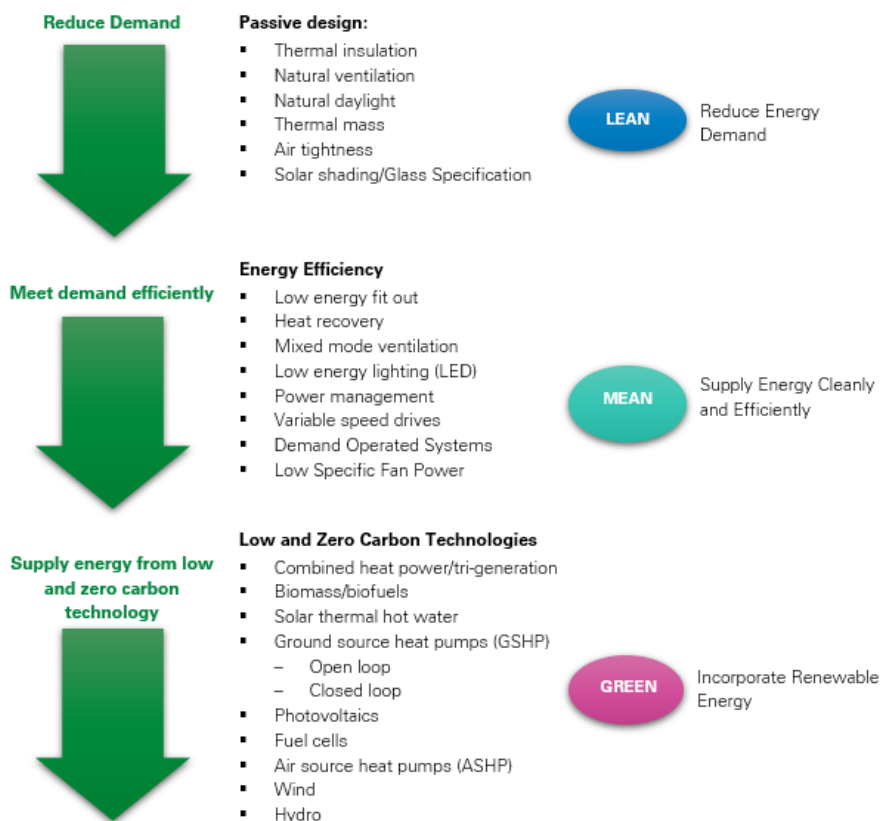 Reduce Demand
Passive design:
▪ Thermal insulation
▪ Natural ventilation
▪ Natural daylight
▪ Thermal mass
▪ Air tightness
▪ Solar shading/Glass Specification
LEAN
Reduce Energy
Demand
Meet demand efficiently
Energy Efficiency
▪ Low energy fit out
▪ Heat recovery
▪ Mixed mode ventilation
▪ Low energy lighting (LED)
▪ Power management
▪ Variable speed drives
▪ Demand Operated Systems
▪ Low Specific Fan Power
MEAN
Supply Energy Cleanly
and Efficiently
Supply energy from low
and zero carbon
technology
Low and Zero Carbon Technologies
▪ Combined heat power/tri-generation
▪ Biomass/biofuels
▪ Solar thermal hot water
▪ Ground source heat pumps (GSHP)
– Open loop
– Closed loop
▪ Photovoltaics
▪ Fuel cells
▪ Air source heat pumps (ASHP)
▪ Wind
▪ Hydro
GREEN
Incorporate Renewable
Energy